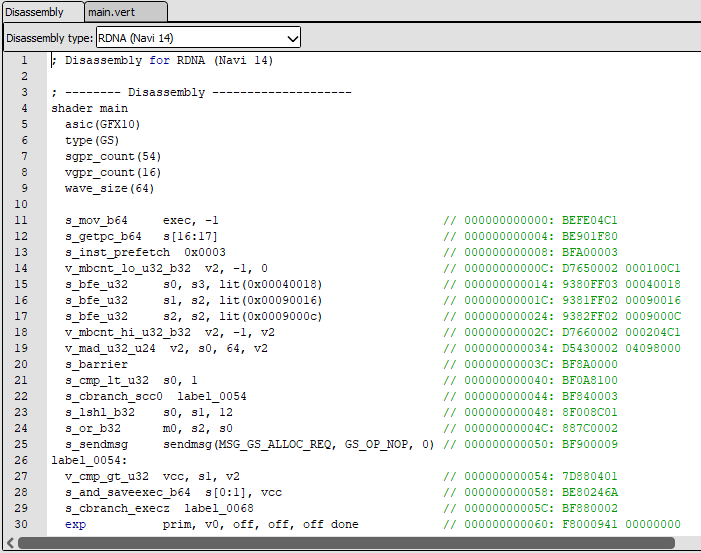 Disassembly main.vert
Disassembly type: RDNA (Navi 14)
1 ; Disassembly for RDNA (Navi 14)
2
3 ; -------- Disassembly --------------------
4 shader main
5 asic(GFX10)
6 type(GS)
7 sgpr_count(54)
8 vgpr_count(16)
9 wave_size(64)
10
11 s_mov_b64 exec, -1 // 000000000000: BEFE04C1
12 s_getpc_b64 s[16:17] // 000000000004: BE901F80
13 s_inst_prefetch 0x0003 // 000000000008: BFA00003
14 v_mbcnt_lo_u32_b32 v2, -1, 0 // 00000000000C: D7650002 000100C1
15 s_bfe_u32 s0, s3, lit(0x00040018) // 000000000014: 9380FF03 00040018
16 s_bfe_u32 s1, s2, lit(0x00090016) // 00000000001C: 9381FF02 00090016
17 s_bfe_u32 s2, s2, lit(0x0009000c) // 000000000024: 9382FF02 0009000C
18 v_mbcnt_hi_u32_b32 v2, -1, v2 // 00000000002C: D7660002 000204C1
19 v_mad_u32_u24 v2, s0, 64, v2 // 000000000034: D5430002 04098000
20 s_barrier // 00000000003C: BF8A0000
21 s_cmp_lt_u32 s0, 1 // 000000000040: BF0A8100
22 s_cbranch_scc0 label_0054 // 000000000044: BF840003
23 s_lshl_b32 s0, s1, 12 // 000000000048: 8F008C01
24 s_or_b32 m0, s2, s0 // 00000000004C: 887C0002
25 s_sendmsg sendmsg(MSG_GS_ALLOC_REQ, GS_OP_NOP, 0) // 000000000050: BF900009
26 label_0054:
27 v_cmp_gt_u32 vcc, s1, v2 // 000000000054: 7D880401
28 s_and_saveexec_b64 s[0:1], vcc // 000000000058: BE80246A
29 s_cbranch_execz label_0068 // 00000000005C: BF880002
30 exp prim, v0, off, off, off done // 000000000060: F8000941 00000000